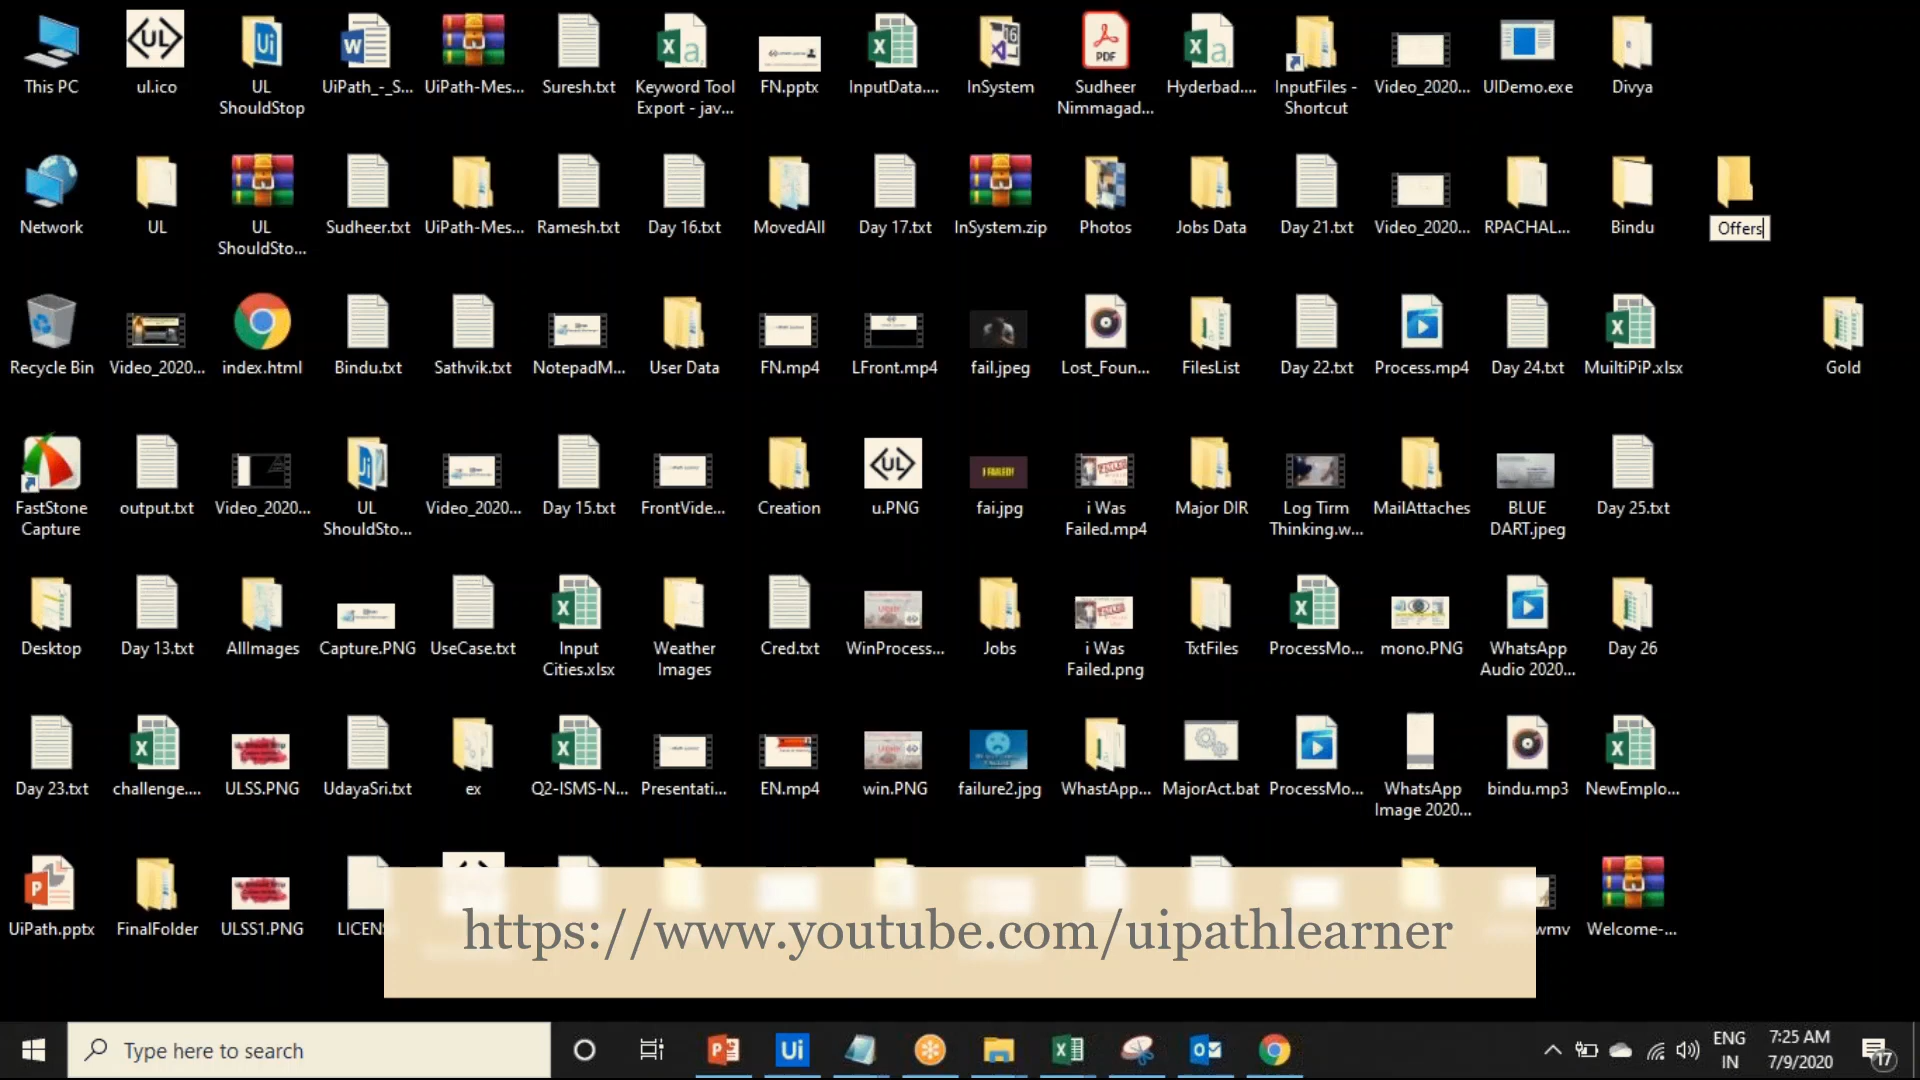 This PC
ul.ico
UL
ShouldStop
UiPath_-_S...
UiPath-Mes...
Suresh.txt
Keyword Tool
Export - jav...
FN.pptx
InputData....
InSystem
Sudheer
Nimmagad...
Hyderbad....
InputFiles -
Shortcut
Video_2020...
UIDemo.exe
Divya
Network
UL
UL
ShouldSto...
Sudheer.txt
UiPath-Mes...
Ramesh.txt
Day 16.txt
MovedAll
Day 17.txt
InSystem.zip
Photos
Jobs Data
Day 21.txt
Video_2020...
RPACHAL...
Bindu
Offers
Recycle Bin
Video_2020...
index.html
Bindu.txt
Sathvik.txt
NotepadM...
User Data
FN.mp4
LFront.mp4
fail.jpeg
Lost_Foun...
FilesList
Day 22.txt
Process.mp4
Day 24.txt
MuiltiPiP.xlsx
Gold
FastStone
Capture
output.txt
Video_2020...
UL
ShouldSto...
Video_2020...
Day 15.txt
FrontVide...
Creation
u.PNG
fai.jpg
i Was
Failed.mp4
Major DIR
Log Tirm
Thinking.w...
MailAttaches
BLUE
DART.jpeg
Day 25.txt
Desktop
Day 13.txt
AllImages
Capture.PNG
UseCase.txt
Input
Cities.xlsx
Weather
Images
Cred.txt
WinProcess...
Jobs
i Was
Failed.png
TxtFiles
ProcessMo...
mono.PNG
WhatsApp
Audio 2020...
Day 26
Day 23.txt
challenge....
ULSS.PNG
UdayaSri.txt
ex
Q2-ISMS-N...
Presentati...
EN.mp4
win.PNG
failure2.jpg
WhastApp...
MajorAct.bat
ProcessMo...
WhatsApp
Image 2020...
bindu.mp3
NewEmplo...
UiPath.pptx
FinalFolder
ULSS1.PNG
LICEN
wmv
Welcome-...
https://www.youtube.com/uipathlearner
Type here to search
ENG
IN
7:25 AM
7/9/2020
17